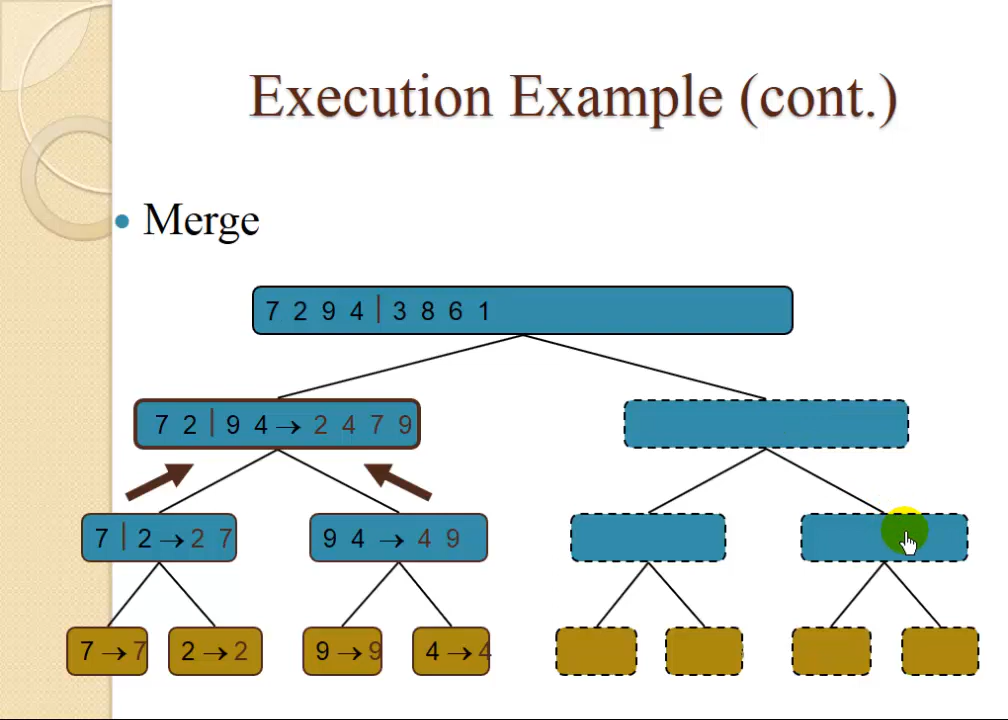 Execution Example (cont.)
• Merge
7 2 9 4 | 3 8 6 1
7 2 | 9 4 → 2 4 7 9
7 | 2 → 2 7
9 4 → 4 9
7 → 7
2 → 2
9 → 9
4 → 4